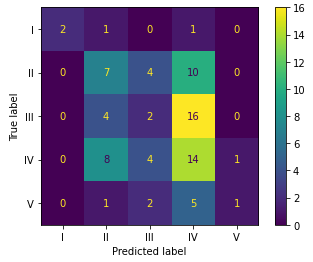 I 2 1 0 1 0
II 0 7 4 10 0
III 0 4 2 16 0
IV 0 8 4 14 1
V 0 1 2 5 1
I II III IV V
True label
Predicted label
16
14
12
10
8
6
4
2
0